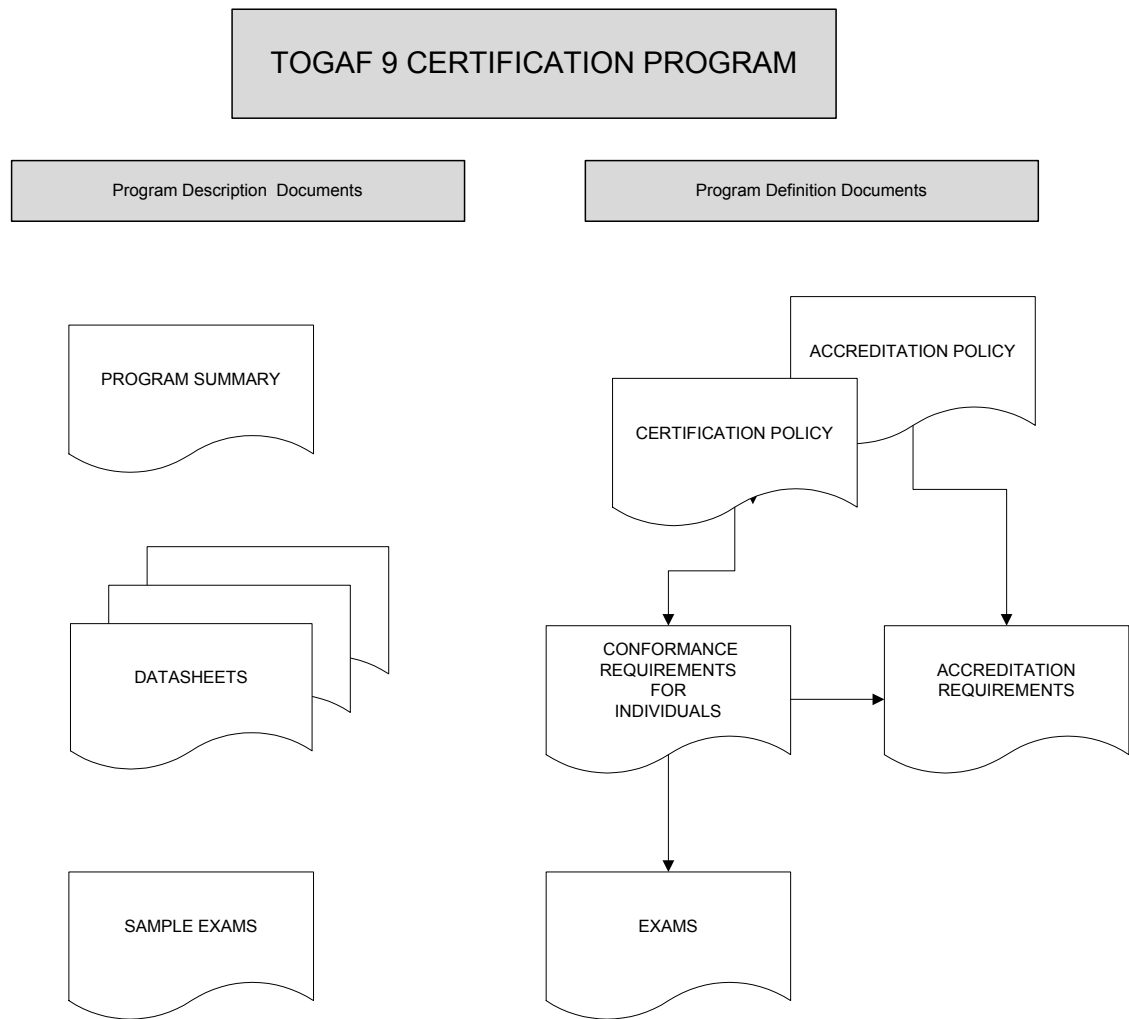 TOGAF 9 CERTIFICATION PROGRAM
Program Description Documents
Program Definition Documents
PROGRAM SUMMARY
ACCREDITATION POLICY
CERTIFICATION POLICY
DATASHEETS
CONFORMANCE
REQUIREMENTS
FOR
INDIVIDUALS
ACCREDITATION
REQUIREMENTS
SAMPLE EXAMS
EXAMS